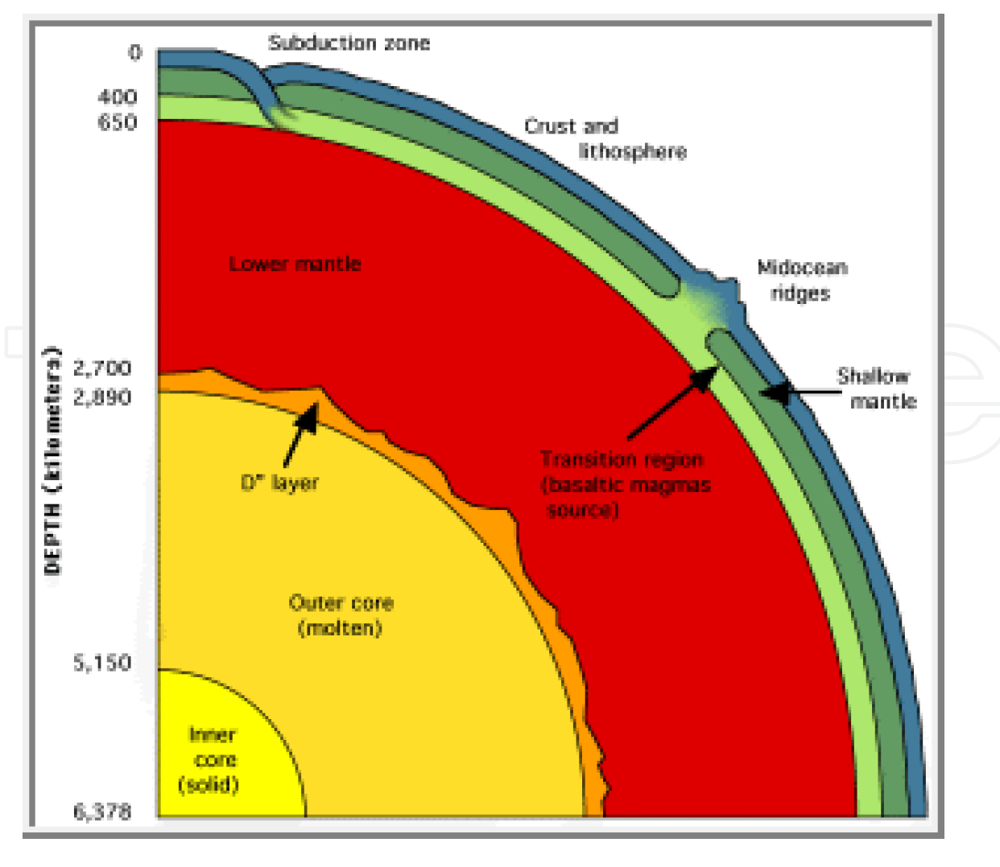 Subduction zone
0
400
650
Crust and
lithosphere
Midocean
ridges
Lower mantle
DEPTH (kilometers)
2,700
2,890
Shallow
mantle
D" layer
Transition region
(basaltic magmas
source)
Outer core
(molten)
5,150
Inner
core
(solid)
6,378